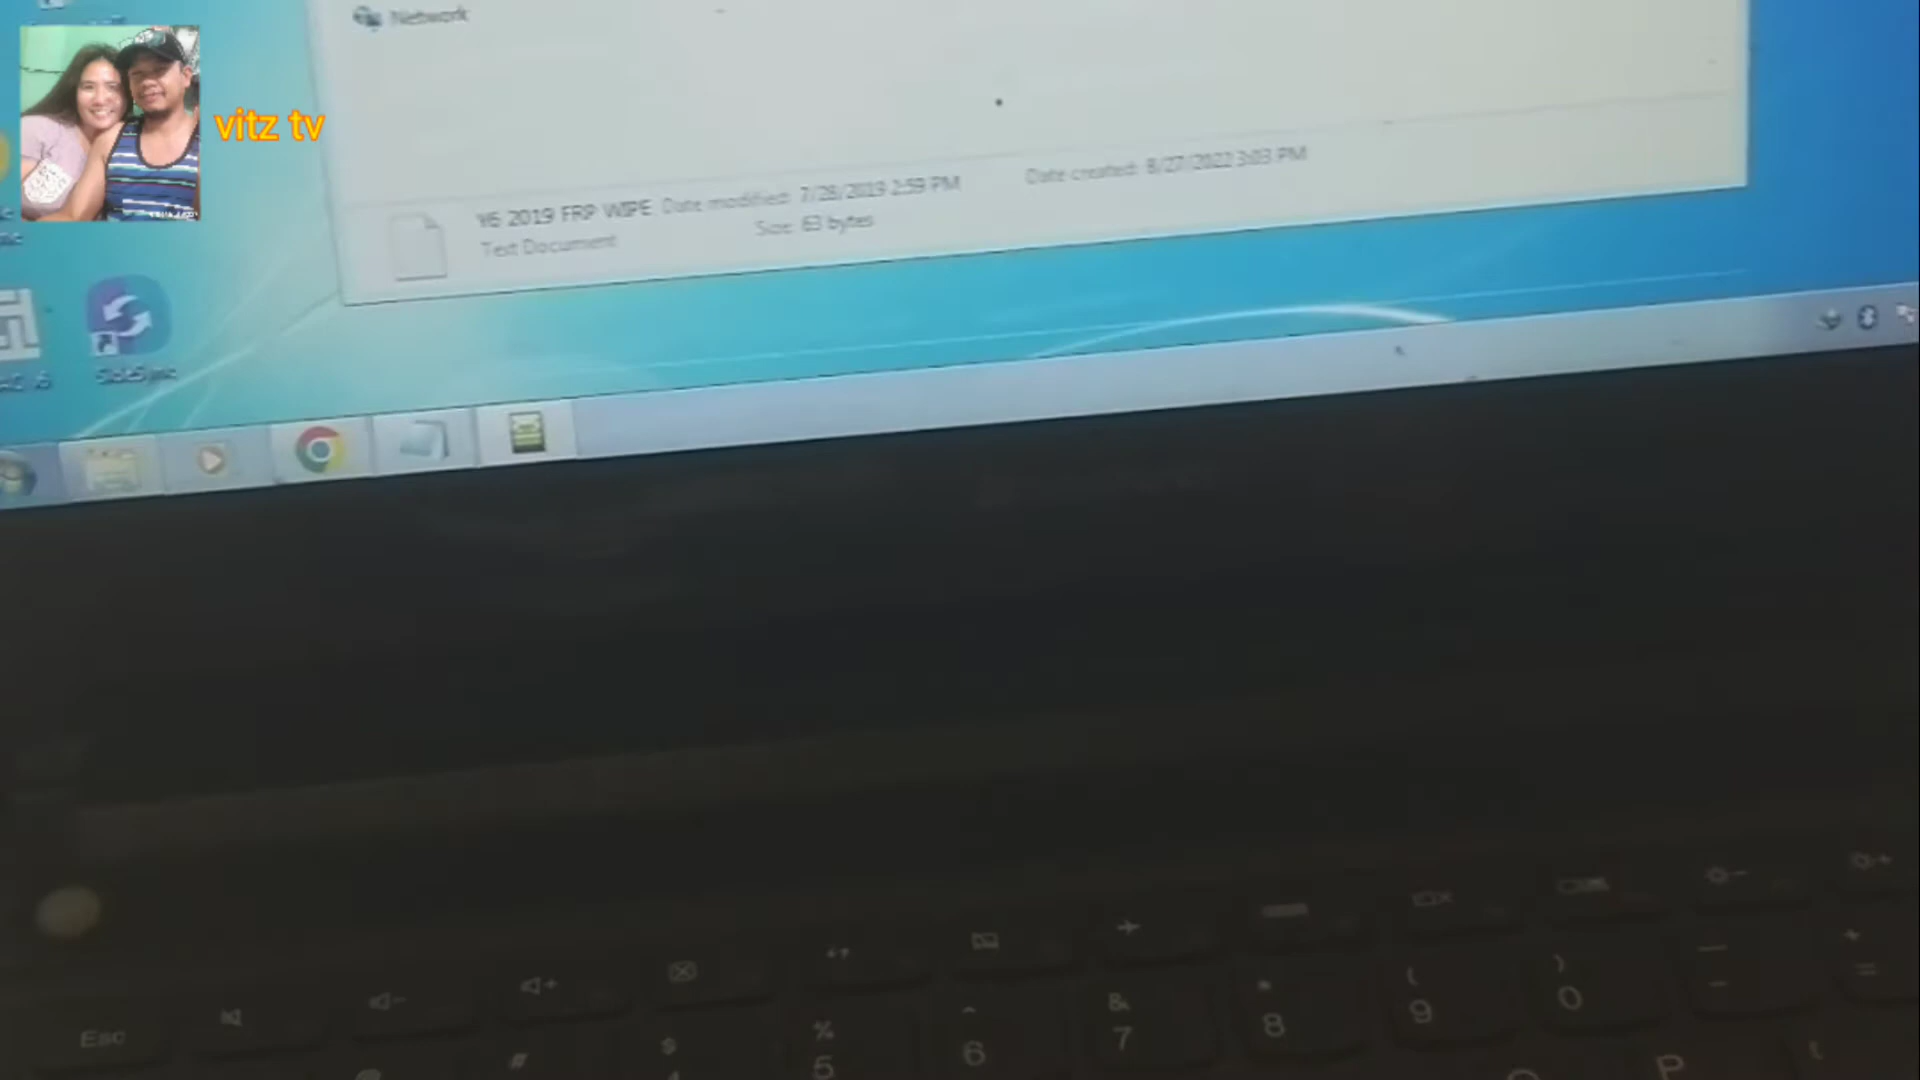 Network
vitz tv
Y6 2019 FRP WIPE Date modified: 7/28/2019 2:59 PM Date created: 8/27/2022 3:03 PM
Text Document Size: 63 bytes
SideSync
Esc
# $ % ^ & * ( ) — +
5 6 7 8 9 0 - =
P